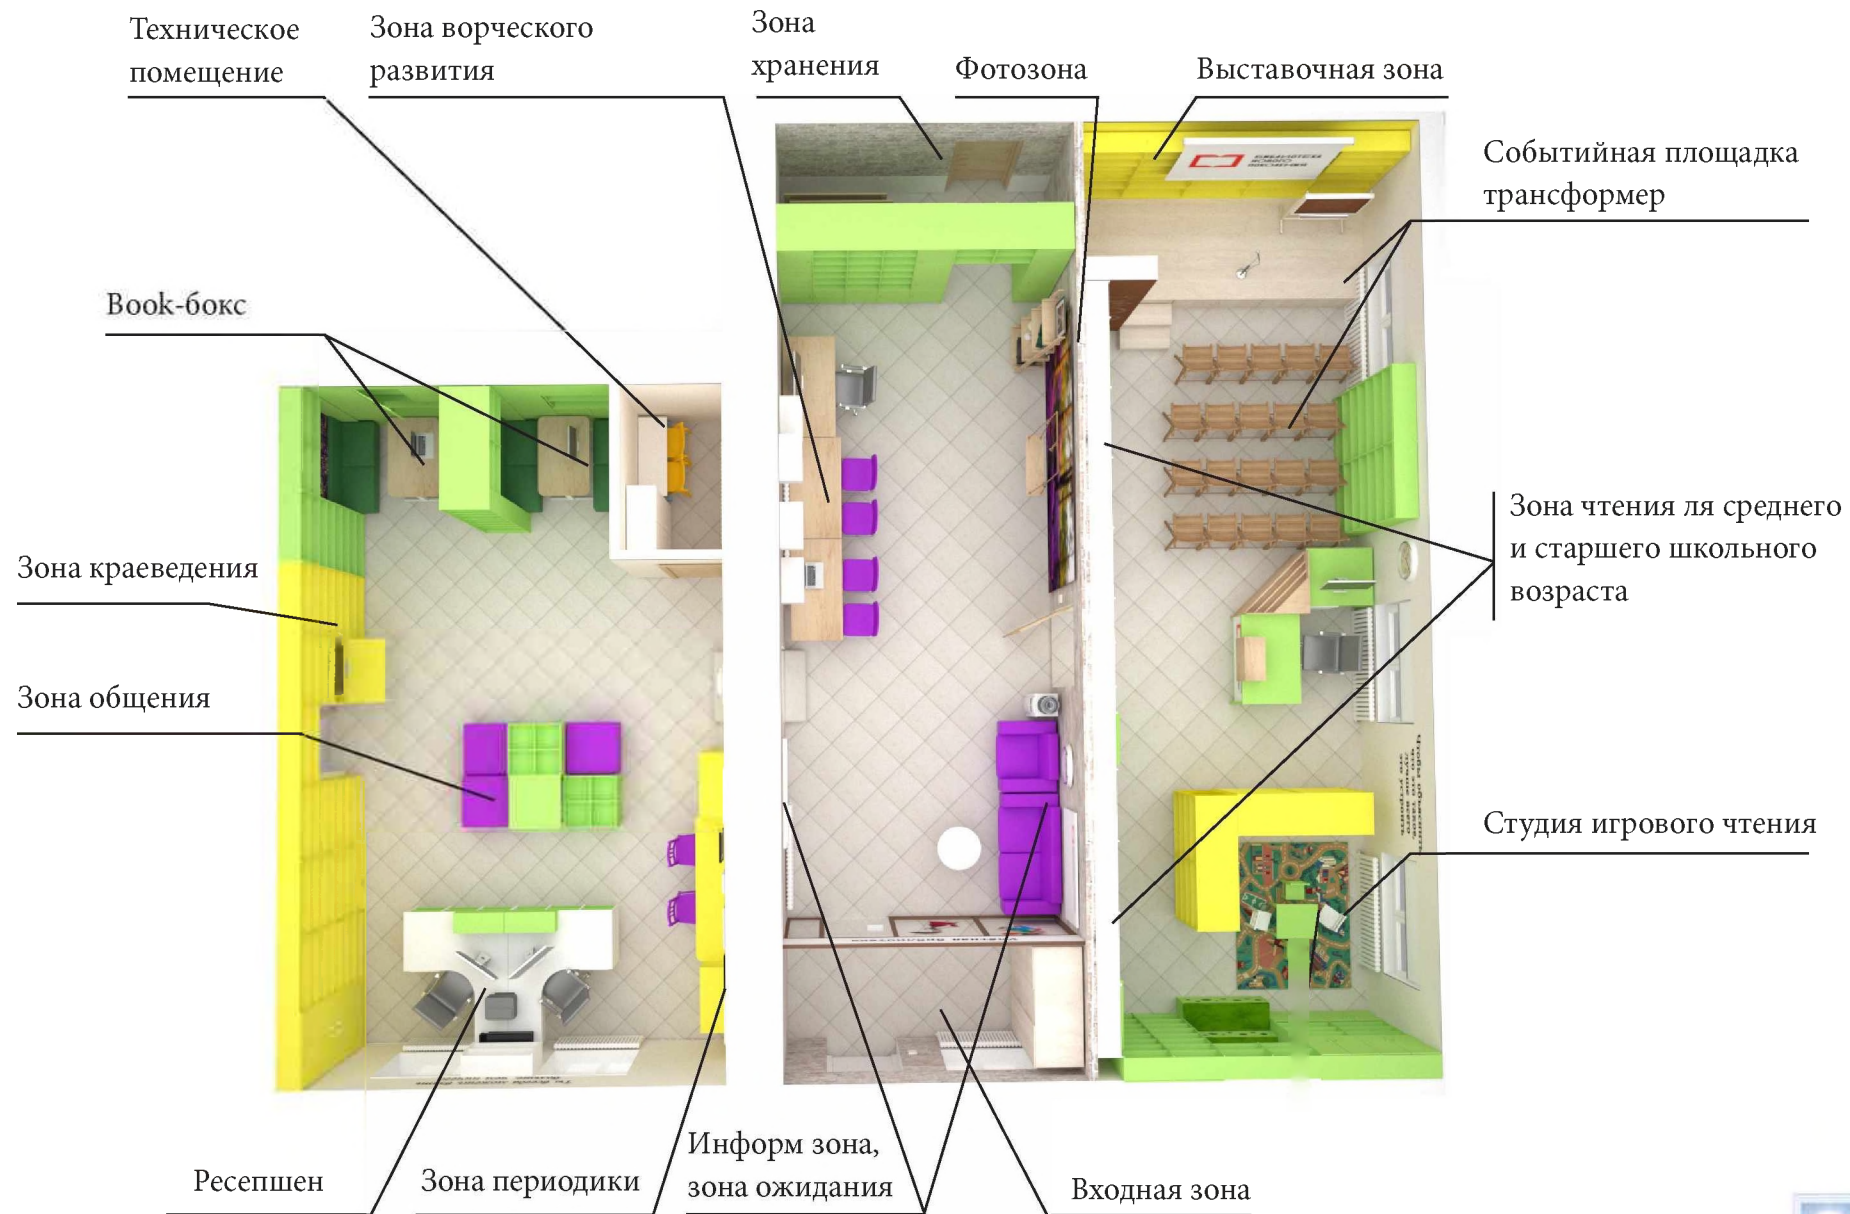 Техническое
помещение
Зона ворческого
развития
Зона
хранения
Фотозона
Выставочная зона
Событийная площадка
трансформер
Book-бокс
Зона краеведения
Зона общения
Зона чтения ля среднего
и старшего школьного
возраста
Студия игрового чтения
Ресепшен
Зона периодики
Информ зона,
зона ожидания
Входная зона